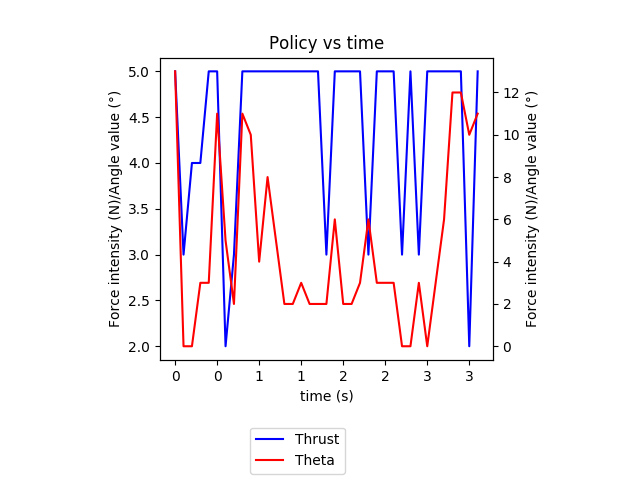 Policy vs time
5.0
4.5
4.0
3.5
3.0
2.5
2.0
Force intensity (N)/Angle value (°)
12
10
8
6
4
2
0
Force intensity (N)/Angle value (°)
0 0 1 1 2 2 3 3
time (s)
Thrust
Theta